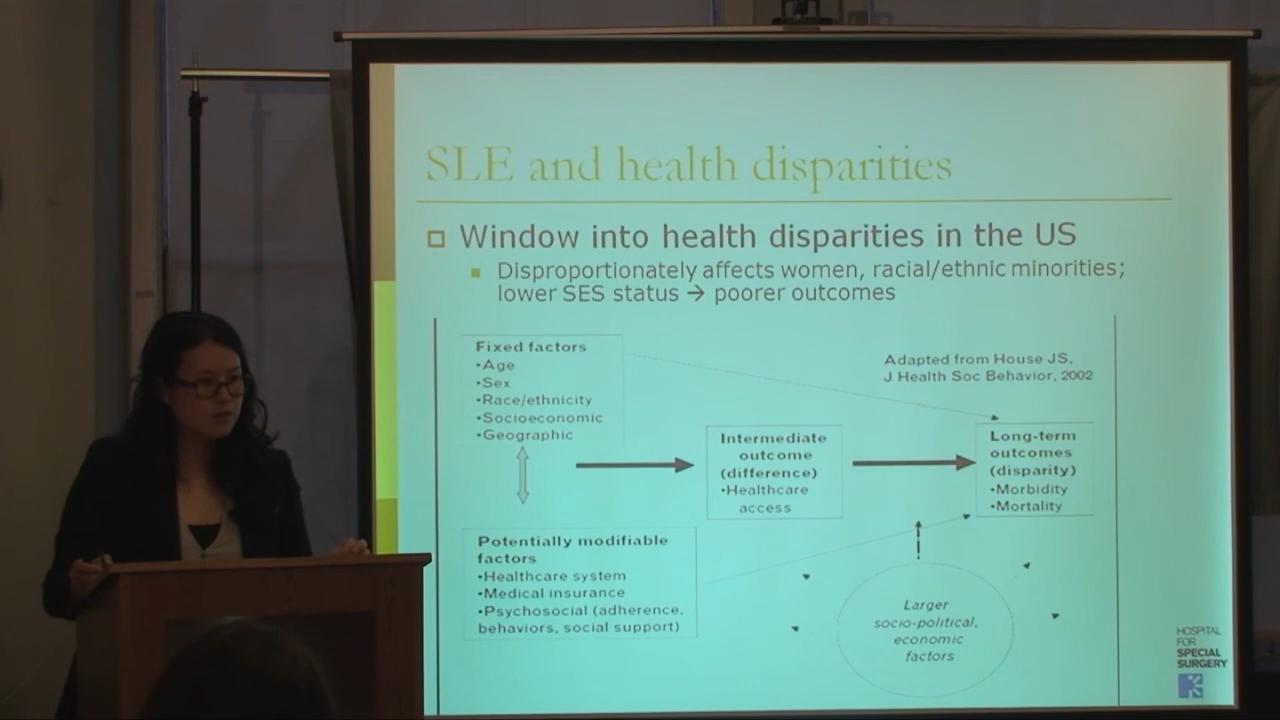 SLE and health disparities
Window into health disparities in the US
Disproportionately affects women, racial/ethnic minorities;
lower SES status → poorer outcomes
Fixed factors
•Age
•Sex
•Race/ethnicity
•Socioeconomic
•Geographic
Adapted from House JS,
J Health Soc Behavior, 2002
Intermediate
outcome
(difference)
•Healthcare
access
Long-term
outcomes
(disparity)
•Morbidity
•Mortality
Potentially modifiable
factors
•Healthcare system
•Medical insurance
•Psychosocial (adherence,
behaviors, social support)
Larger
socio-political,
economic
factors
HOSPITAL
FOR
SPECIAL
SURGERY